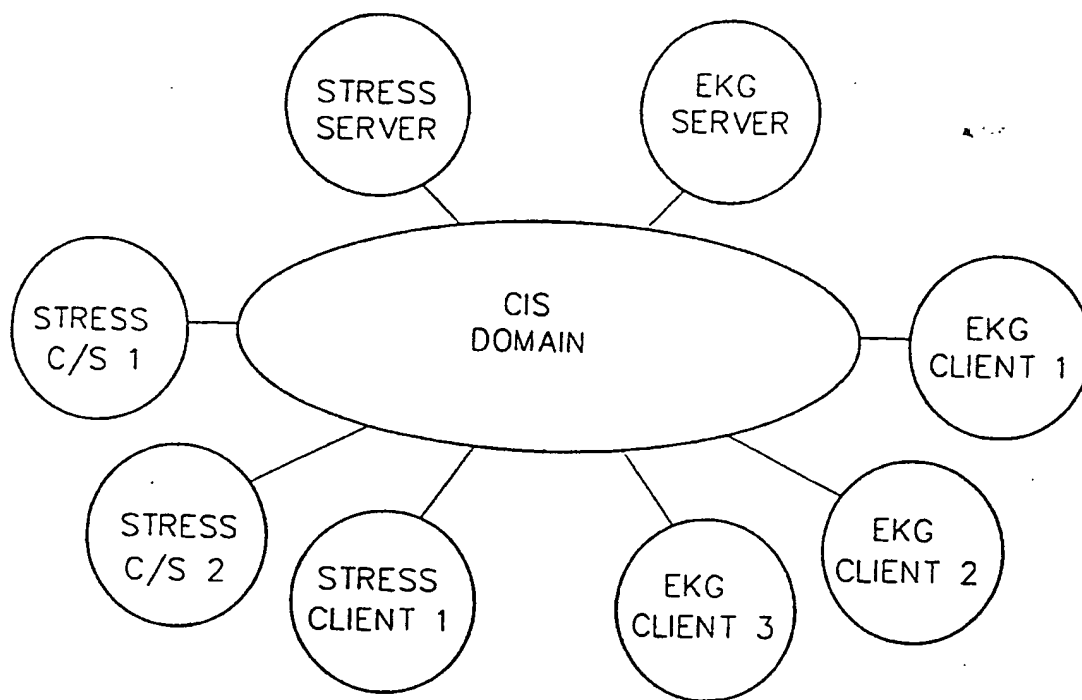 STRESS
SERVER
EKG
SERVER
STRESS
C/S 1
CIS
DOMAIN
EKG
CLIENT 1
STRESS
C/S 2
STRESS
CLIENT 1
EKG
CLIENT 3
EKG
CLIENT 2